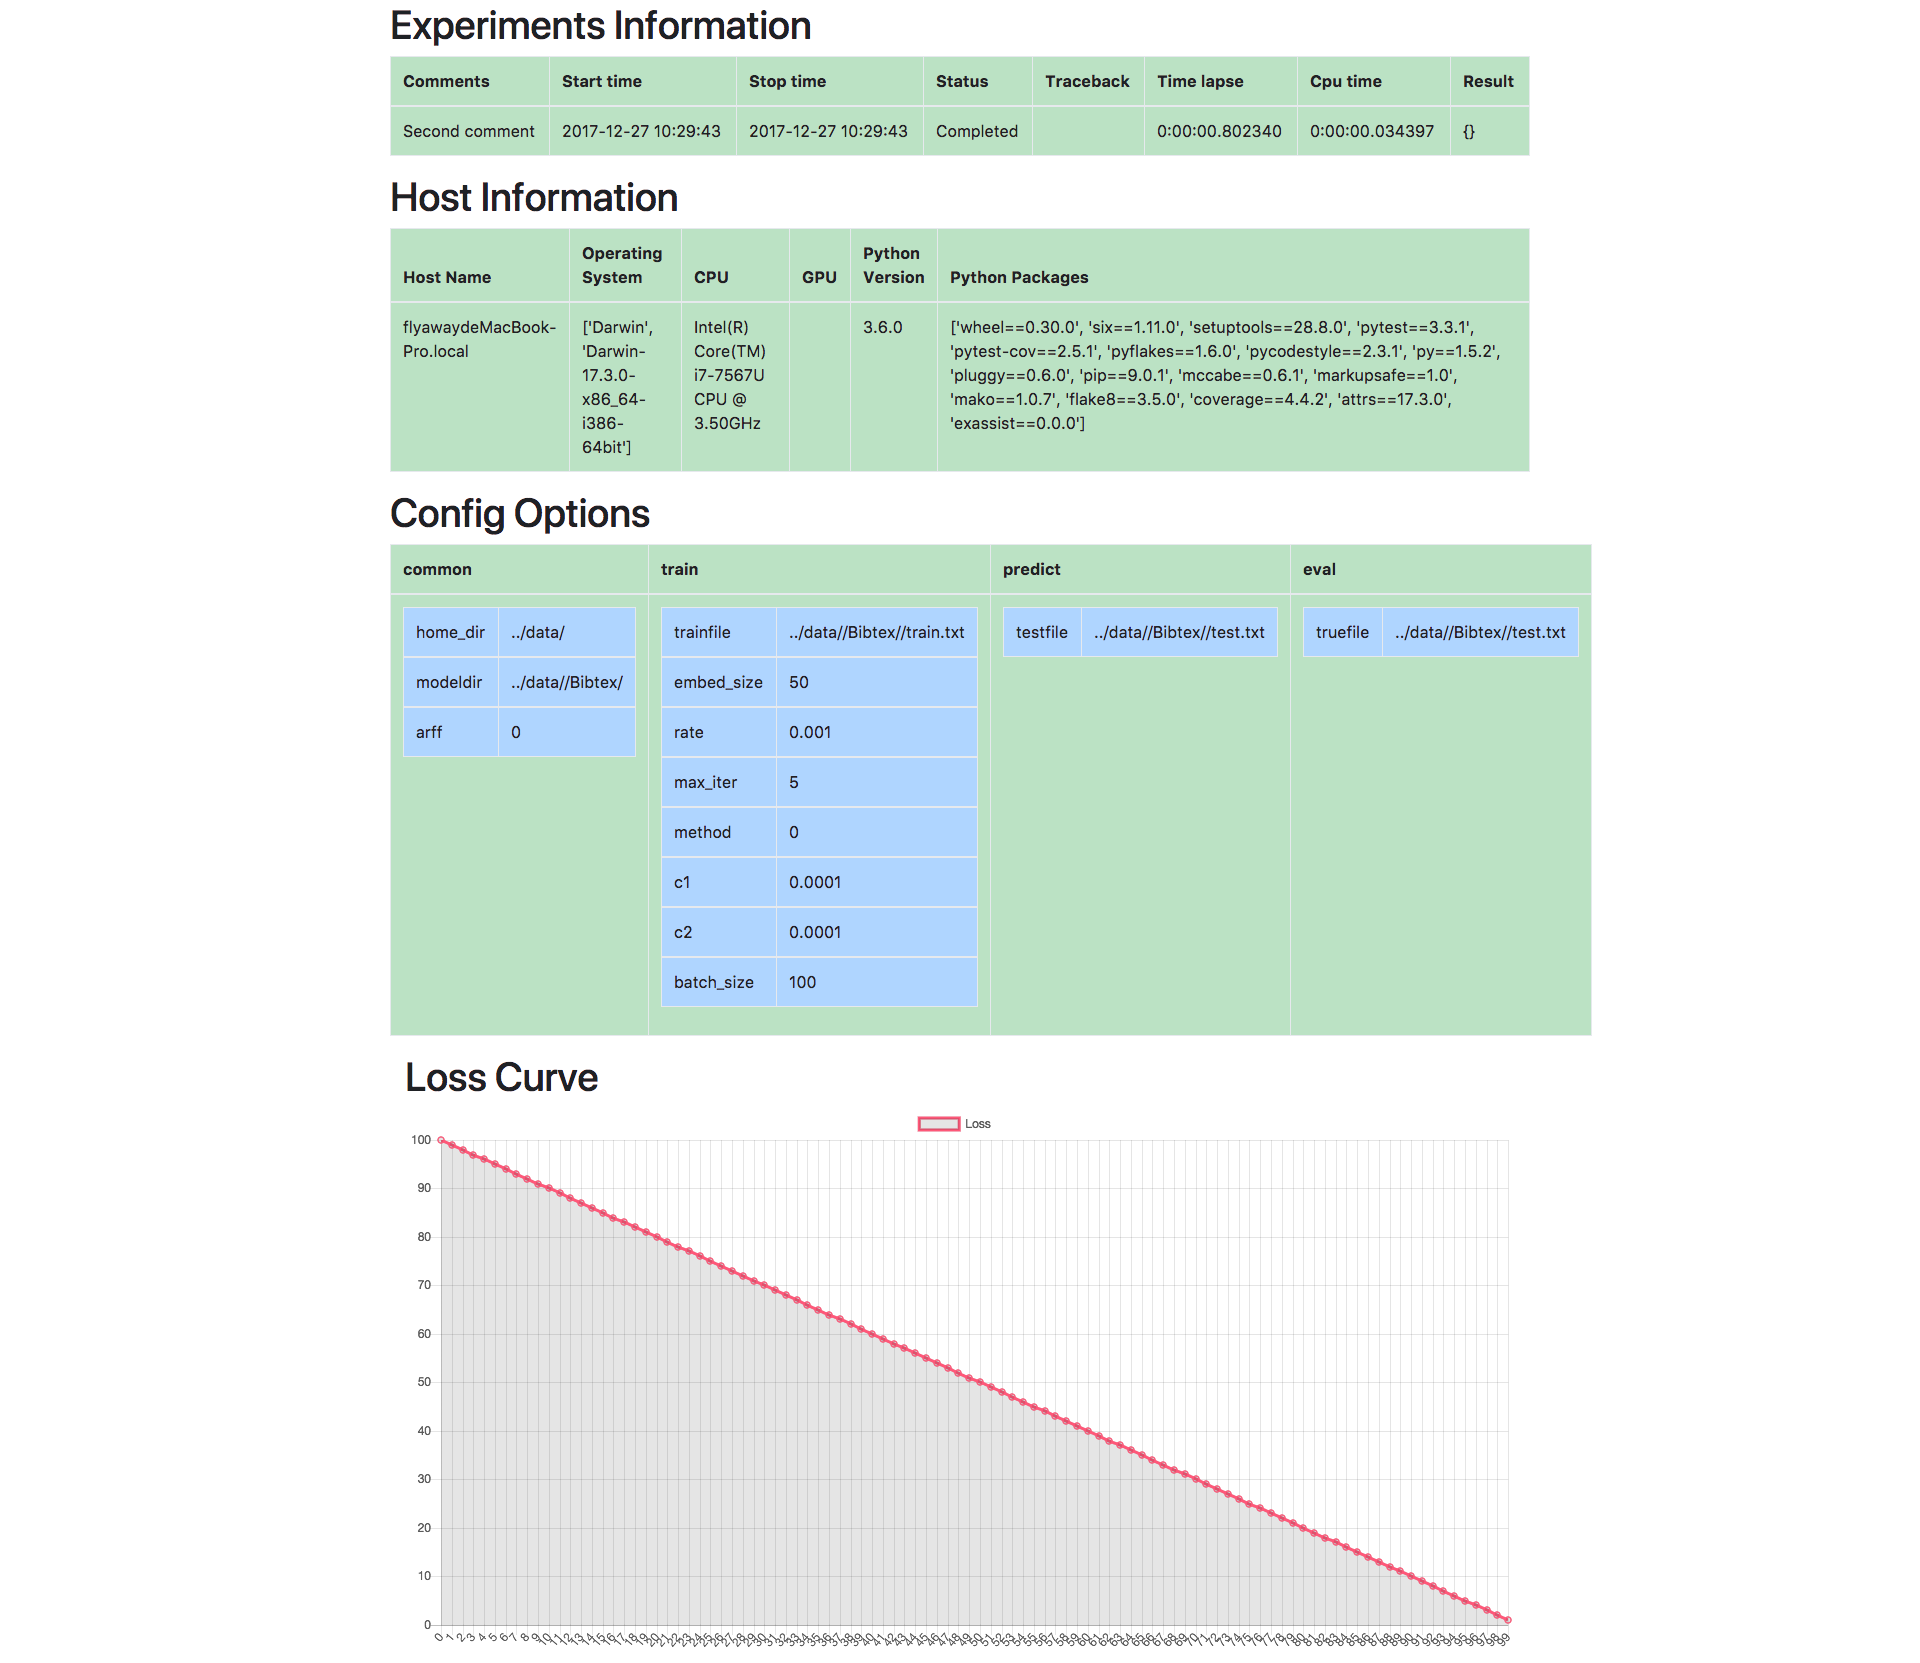 Experiments Information
Comments Start time Stop time Status Traceback Time lapse Cpu time Result
Second comment 2017-12-27 10:29:43 2017-12-27 10:29:43 Completed 0:00:00.802340 0:00:00.034397 {}
Host Information
Host Name Operating System CPU GPU Python Version Python Packages
flyawaydeMacBook-
Pro.local
['Darwin',
'Darwin-
17.3.0-
x86_64-
i386-
64bit']
Intel(R)
Core(TM)
i7-7567U
CPU @
3.50GHz
3.6.0
['wheel==0.30.0', 'six==1.11.0', 'setuptools==28.8.0', 'pytest==3.3.1',
'pytest-cov==2.5.1', 'pyflakes==1.6.0', 'pycodestyle==2.3.1', 'py==1.5.2',
'pluggy==0.6.0', 'pip==9.0.1', 'mccabe==0.6.1', 'markupsafe==1.0',
'mako==1.0.7', 'flake8==3.5.0', 'coverage==4.4.2', 'attrs==17.3.0',
'exassist==0.0.0']
Config Options
common train predict eval
home_dir ../data/
modeldir ../data//Bibtex/
arff 0
trainfile ../data//Bibtex//train.txt
embed_size 50
rate 0.001
max_iter 5
method 0
c1 0.0001
c2 0.0001
batch_size 100
testfile ../data//Bibtex//test.txt
truefile ../data//Bibtex//test.txt
Loss Curve
Loss
100
90
80
70
60
50
40
30
20
10
0
0 1 2 3 4 5 6 7 8 9 10 11 12 13 14 15 16 17 18 19 20 21 22 23 24 25 26 27 28 29 30 31 32 33 34 35 36 37 38 39 40 41 42 43 44 45 46 47 48 49 50 51 52 53 54 55 56 57 58 59 60 61 62 63 64 65 66 67 68 69 70 71 72 73 74 75 76 77 78 79 80 81 82 83 84 85 86 87 88 89 90 91 92 93 94 95 96 97 98 99